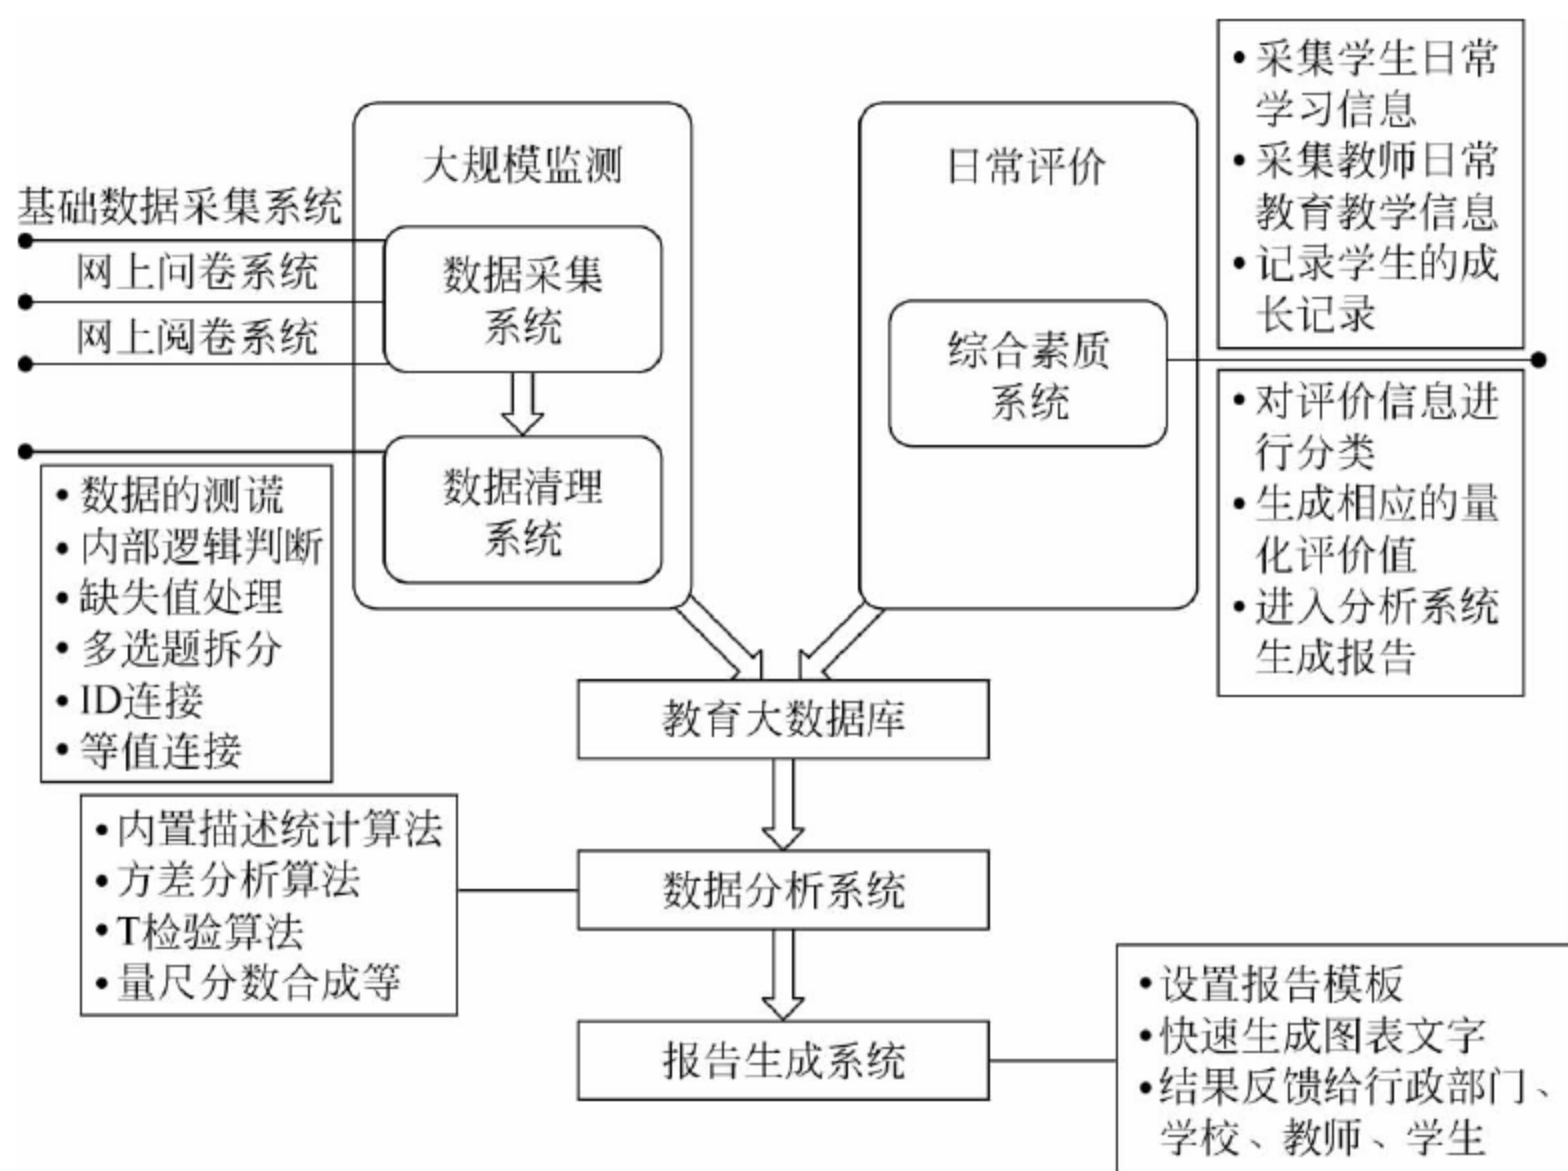 大规模监测
基础数据采集系统
网上问卷系统
网上阅卷系统
数据采集
系统
数据清理
系统
• 数据的测谎
• 内部逻辑判断
• 缺失值处理
• 多选题拆分
• ID连接
• 等值连接
日常评价
综合素质
系统
• 采集学生日常
学习信息
• 采集教师日常
教育教学信息
• 记录学生的成
长记录
• 对评价信息进
行分类
• 生成相应的量
化评价值
• 进入分析系统
生成报告
教育大数据库
• 内置描述统计算法
• 方差分析算法
• T检验算法
• 量尺分数合成等
数据分析系统
报告生成系统
• 设置报告模板
• 快速生成图表文字
• 结果反馈给行政部门、
学校、教师、学生